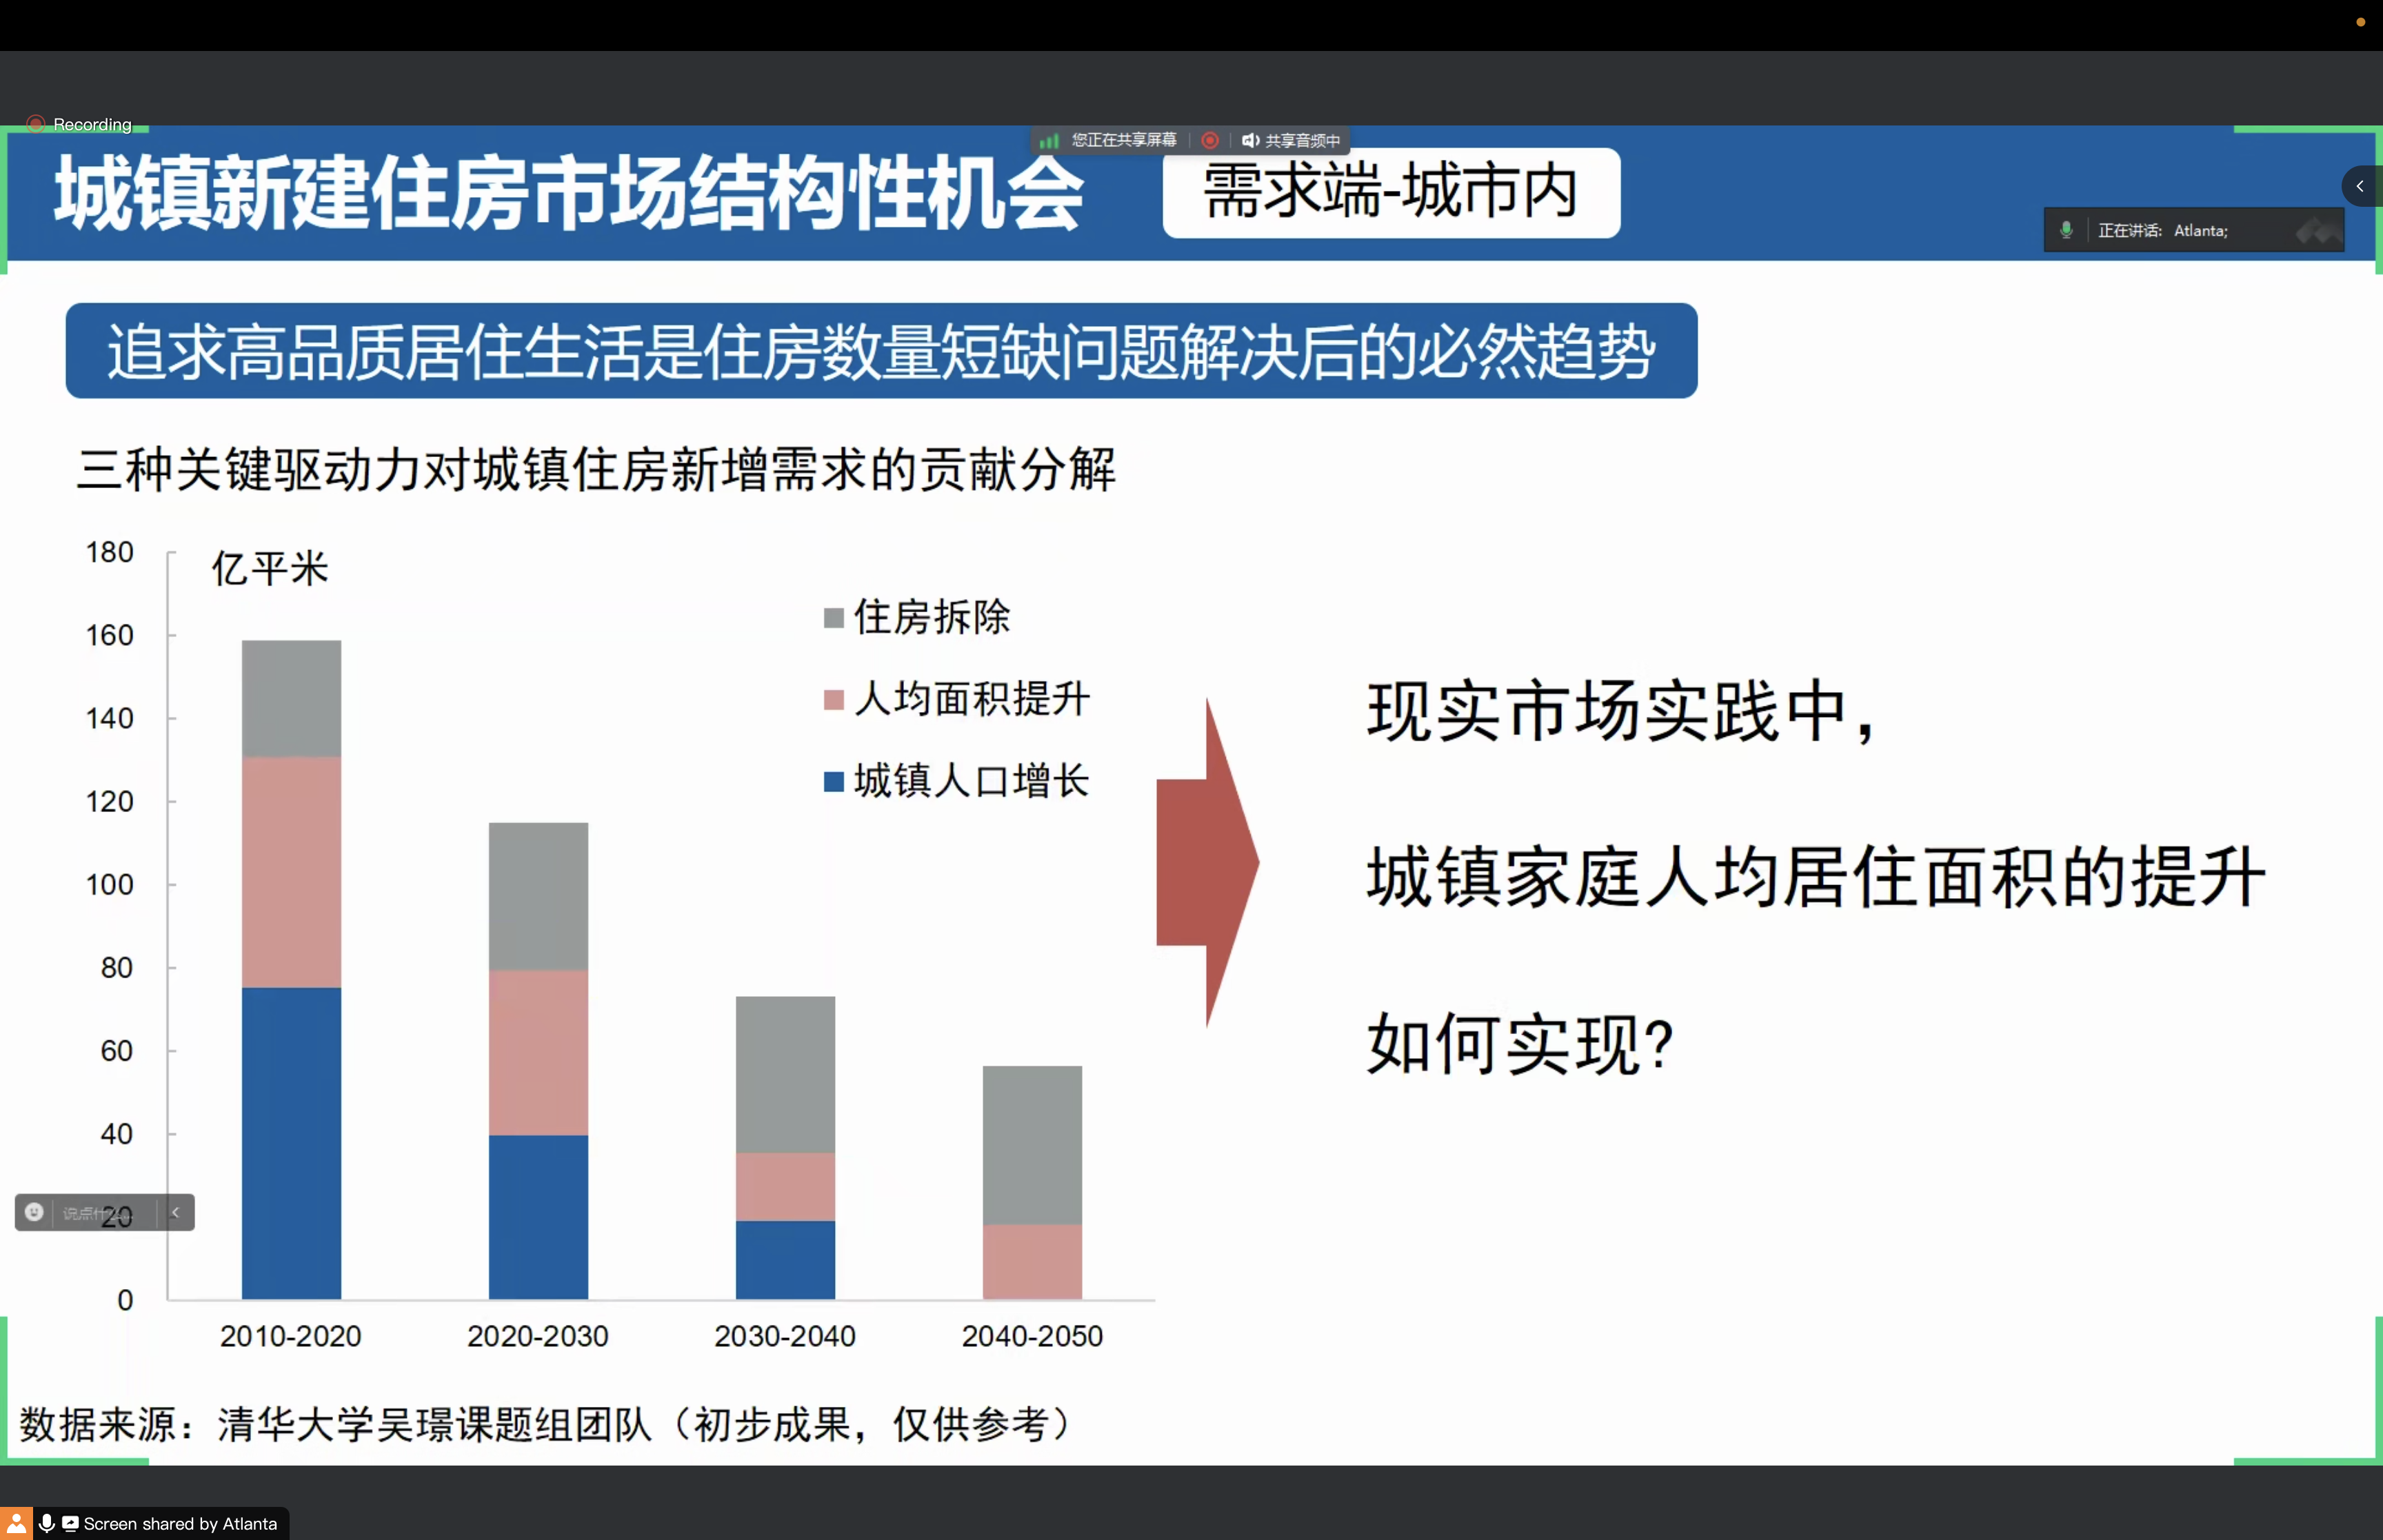 Recording
您正在共享屏幕 共享音频中
城镇新建住房市场结构性机会
需求端-城市内
正在讲话: Atlanta;
追求高品质居住生活是住房数量短缺问题解决后的必然趋势
三种关键驱动力对城镇住房新增需求的贡献分解
亿平米
180
160
140
120
100
80
60
40
20
0
住房拆除
人均面积提升
城镇人口增长
2010-2020
2020-2030
2030-2040
2040-2050
现实市场实践中，
城镇家庭人均居住面积的提升
如何实现?
数据来源：清华大学吴璟课题组团队（初步成果，仅供参考）
Screen shared by Atlanta